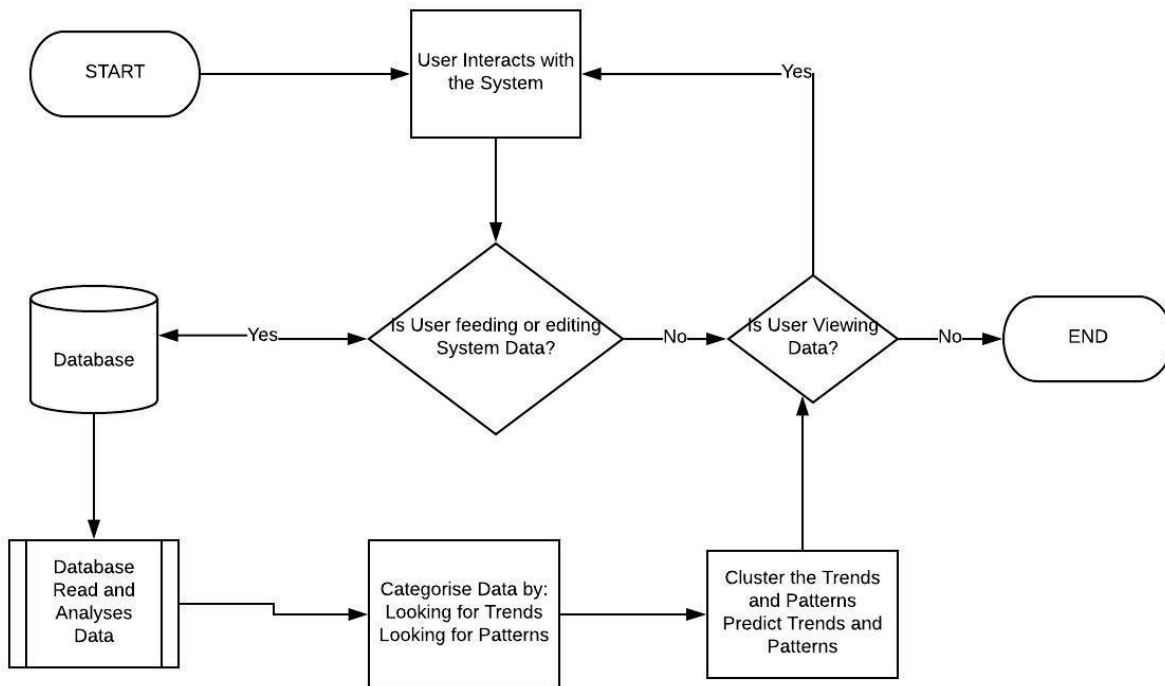 START
User Interacts with
the System
Yes
Database
Yes
Is User feeding or editing
System Data?
No
Is User Viewing
Data?
No
END
Database
Read and
Analyses
Data
Categorise Data by:
Looking for Trends
Looking for Patterns
Cluster the Trends
and Patterns
Predict Trends and
Patterns